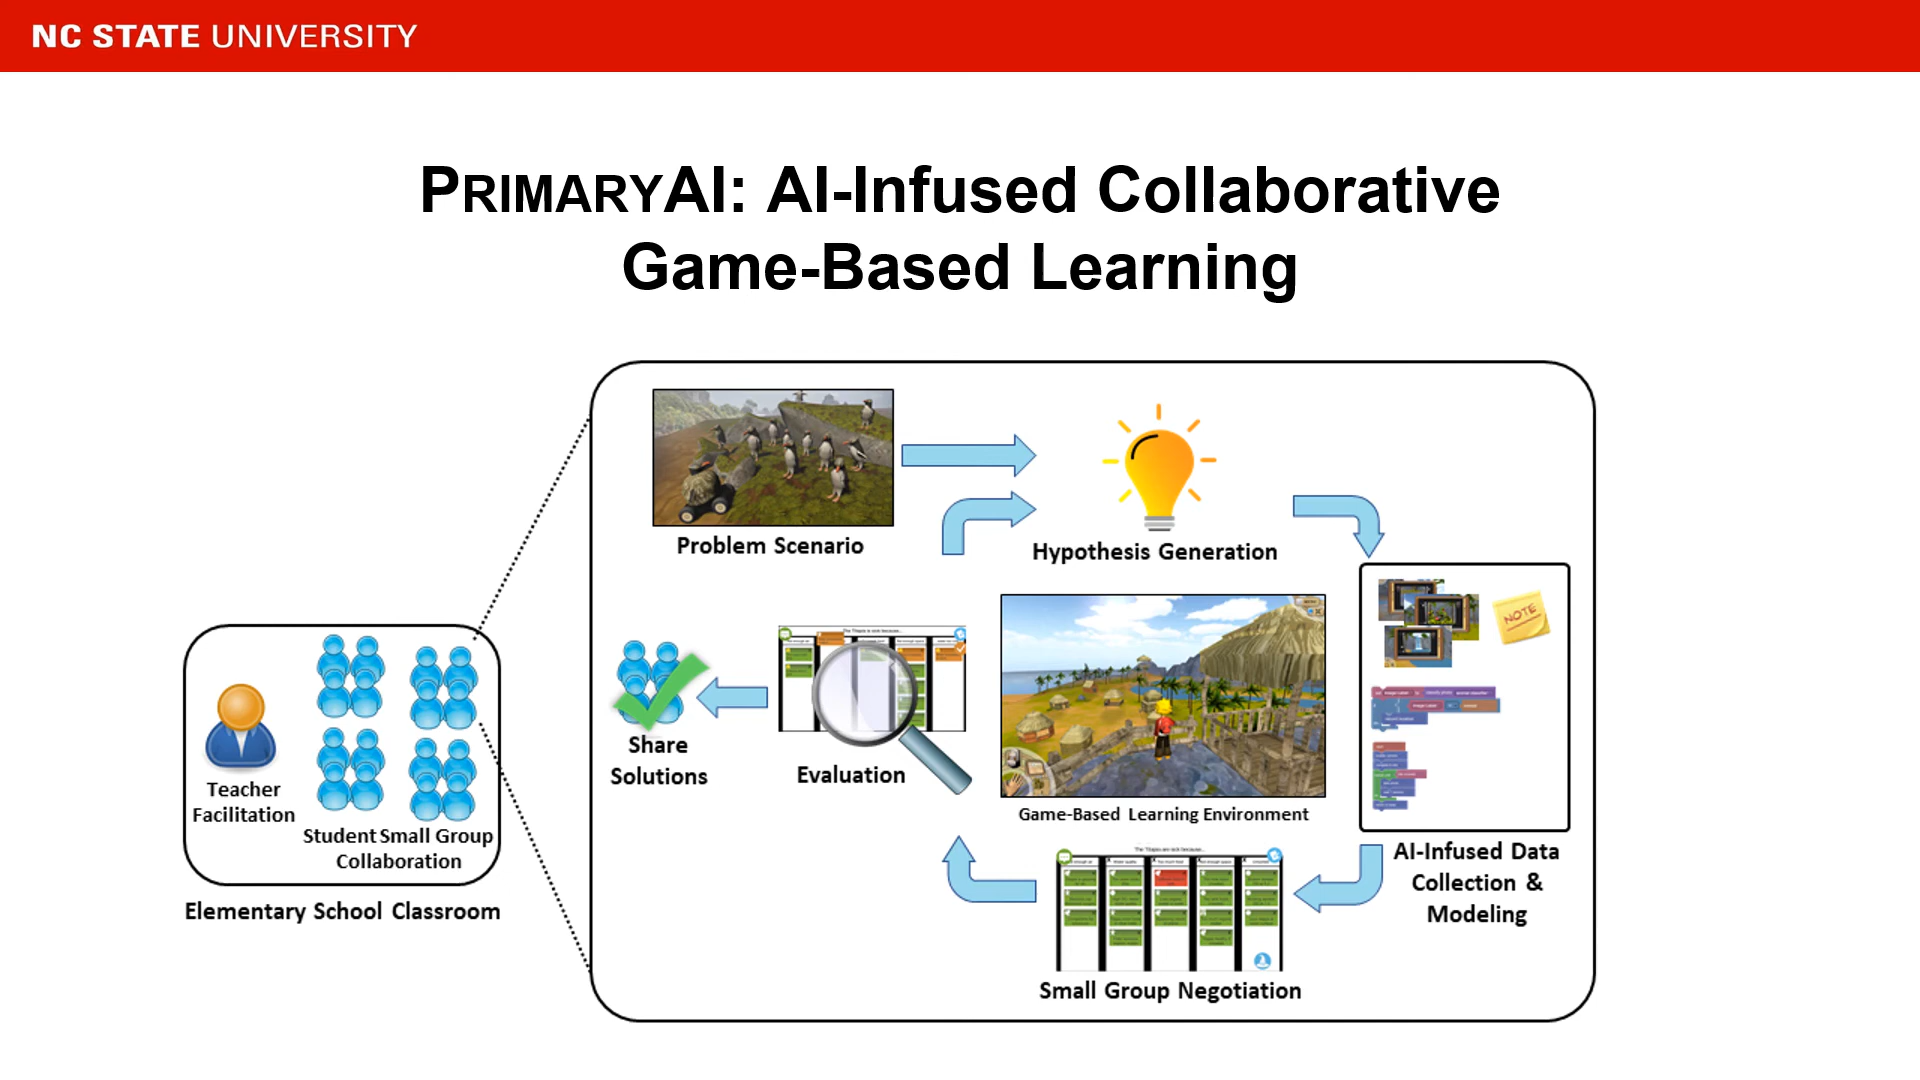 NC STATE UNIVERSITY
PRIMARYAI: AI-Infused Collaborative
Game-Based Learning
Problem Scenario
Hypothesis Generation
NOTE
Share
Solutions
Evaluation
Game-Based Learning Environment
Teacher
Facilitation
Student Small Group
Collaboration
Elementary School Classroom
AI-Infused Data
Collection &
Modeling
Small Group Negotiation